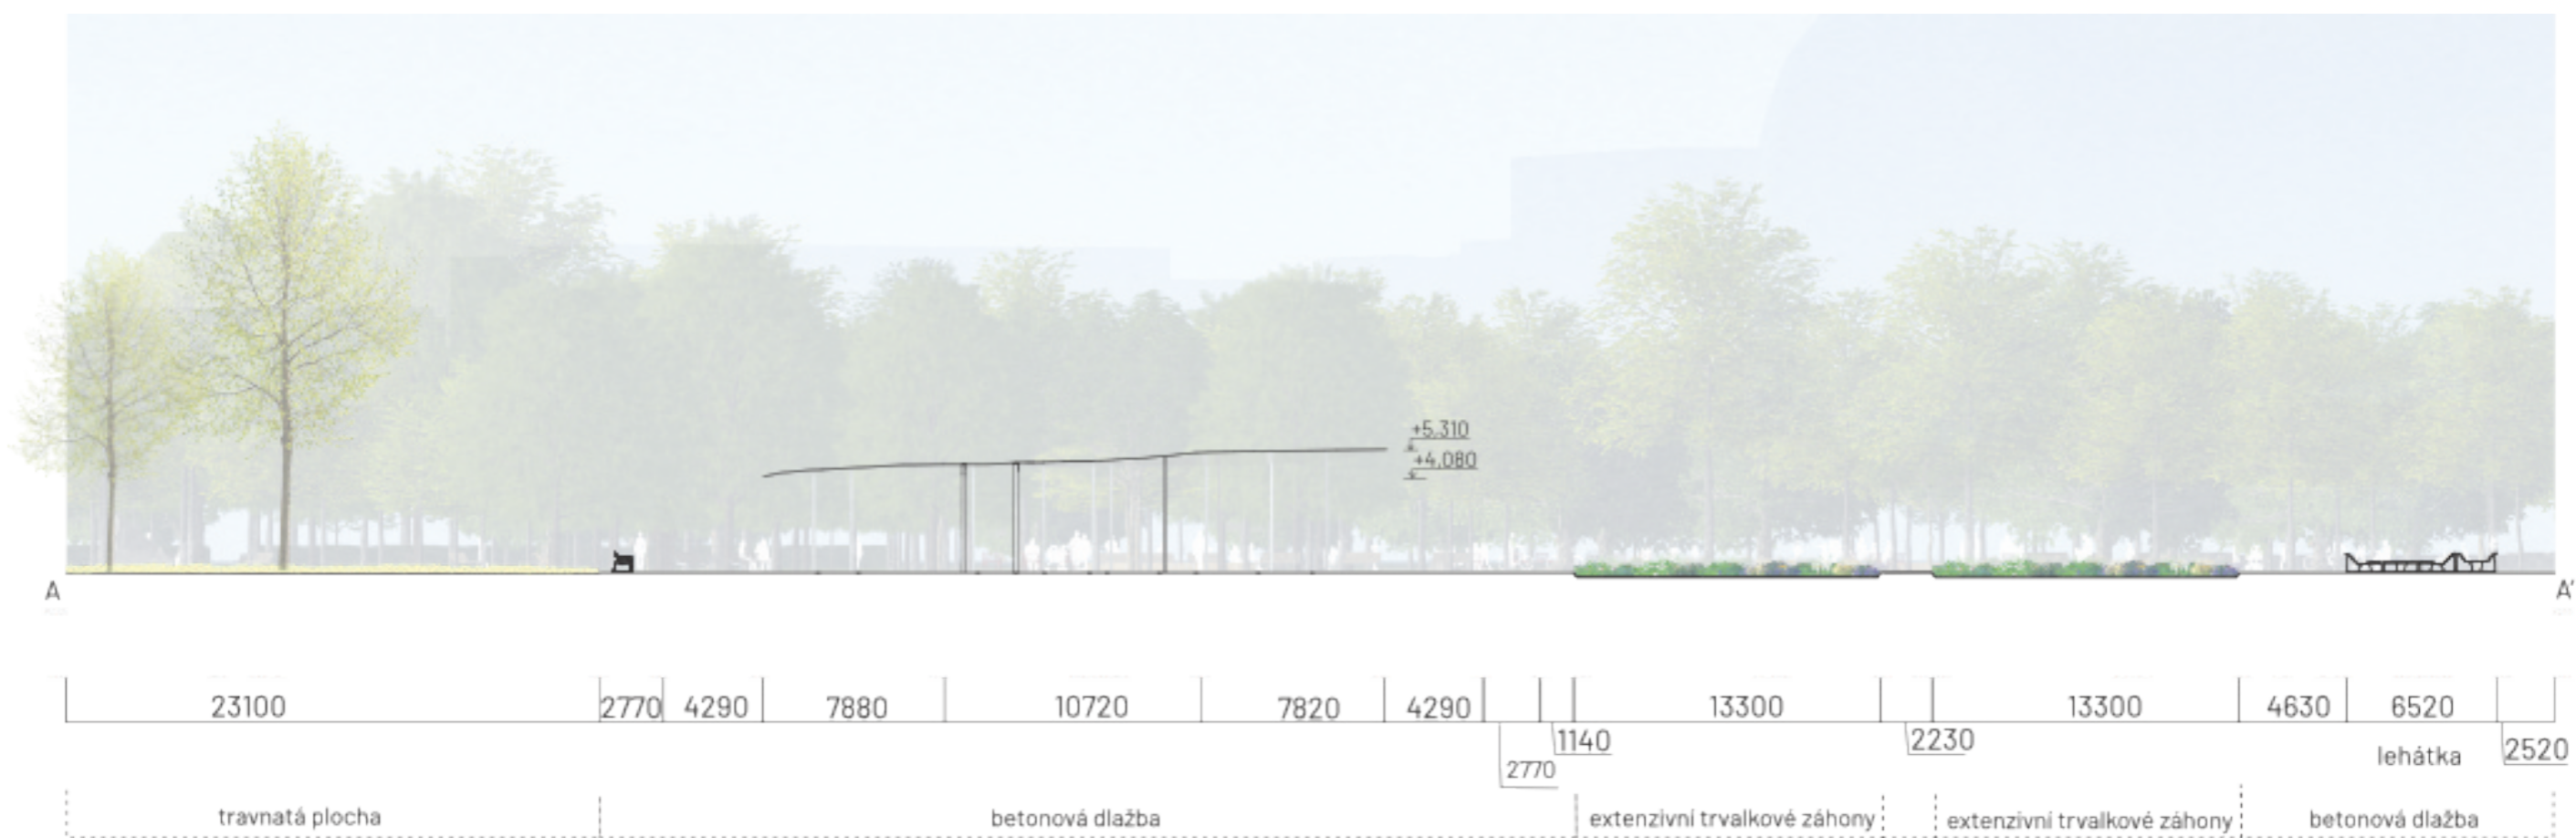 +5,310
+4,080
A A'
23100 2770 4290 7880 10720 7820 4290 13300 13300 4630 6520
1140 2230 2520
lehátka
2770
travnatá plocha betonová dlažba extenzivní trvalkové záhony extenzivní trvalkové záhony betonová dlažba